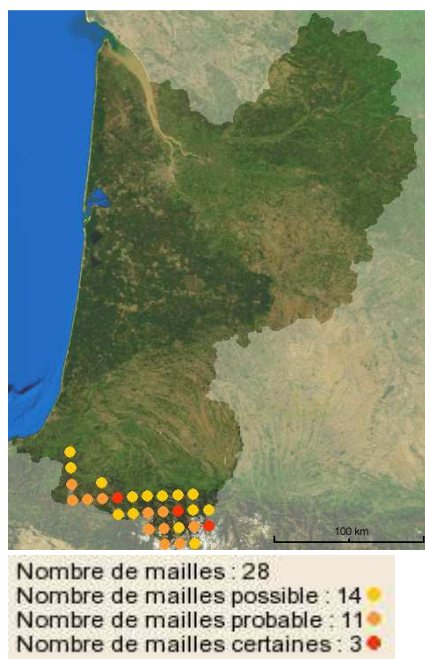 100 km
Nombre de mailles : 28
Nombre de mailles possible : 14
Nombre de mailles probable : 11
Nombre de mailles certaines : 3